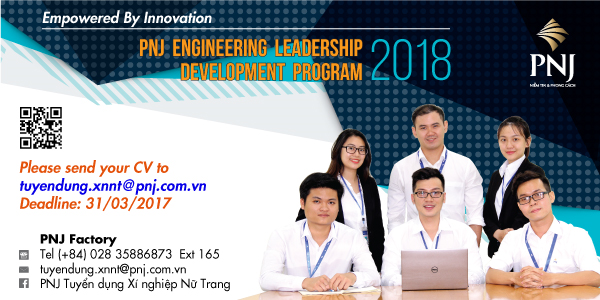 Empowered By Innovation
PNJ ENGINEERING LEADERSHIP
DEVELOPMENT PROGRAM
2018
PNJ
NIỀM TIN & PHONG CÁCH
Please send your CV to
tuyendung.xnnt@pnj.com.vn
Deadline: 31/03/2017
PNJ Factory
Tel (+84) 028 35886873 Ext 165
tuyendung.xnnt@pnj.com.vn
PNJ Tuyển dụng Xí nghiệp Nữ Trang
DELL